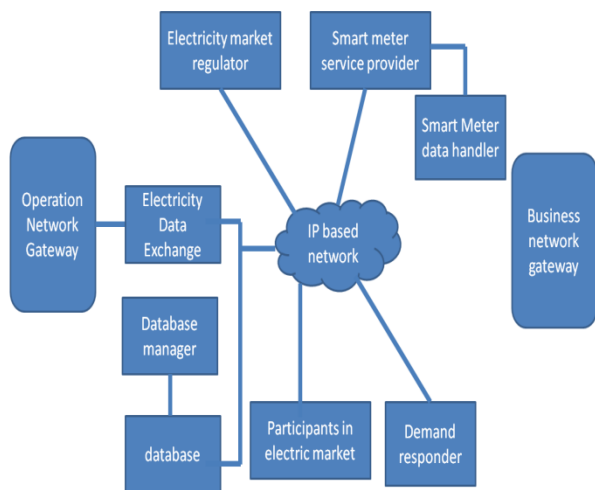 Electricity market
regulator
Smart meter
service provider
Smart Meter
data handler
Operation
Network
Gateway
Electricity
Data
Exchange
IP based
network
Business
network
gateway
Database
manager
database
Participants in
electric market
Demand
responder